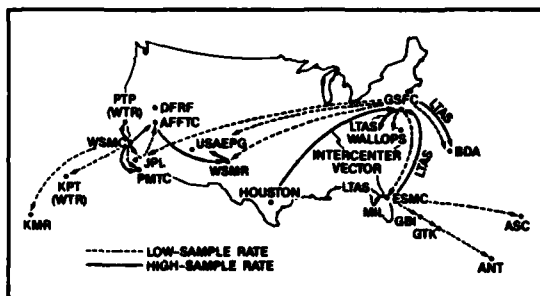 GSFC
PTP
(WTR)
DFRF
AFFTC
LTAS
LTAS
WALLOPS
USAEPG
WSMC
JPL
BDA
INTERCENTER
VECTOR
LTAS
WSMR
PMTC
KPT
(WTR)
HOUSTON
LTAS
ESMC
MIL
GBI
KMR
GTK
ASC
ANT
LOW-SAMPLE RATE
HIGH-SAMPLE RATE